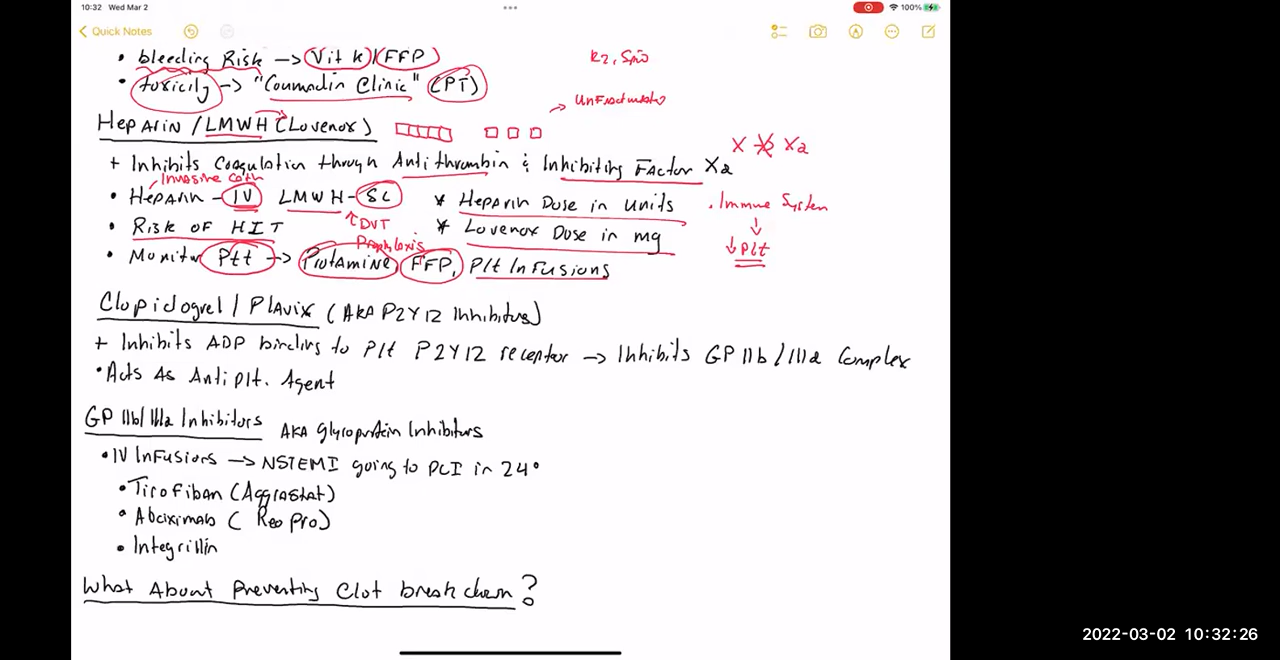 10:32 Wed Mar 2
100%
Quick Notes
• bleeding Risk → Vit K / FFP
K2, 5pio
• toxicity → "Coumadin Clinic" (PT)
Unfractionated
Heparin / LMWH (Lovenox)
X X X2
+ Inhibits Coagulation through Antithrombin & Inhibiting Factor X2
Invasive cath
• Heparin - IV LMWH - SC * Heparin Dose in units
• Immune System
• Risk of HIT
DVT Prophylaxis
* Lovenox Dose in mg
↓ Plt
• Monitor Ptt → Protamine, FFP, Plt Infusions
Clopidogrel / Plavix (AKA P2Y12 Inhibitors)
+ Inhibits ADP binding to Plt P2Y12 receptor → Inhibits GP IIb / IIIa Complex
• Acts As Anti plt. Agent
GP IIb/IIIa Inhibitors AKA Glycoprotein Inhibitors
• IV Infusions → NSTEMI going to PCI in 24°
• Tirofiban (Aggrastat)
• Abciximab (ReoPro)
• Integrillin
What About Preventing Clot breakdown?
2022-03-02 10:32:26